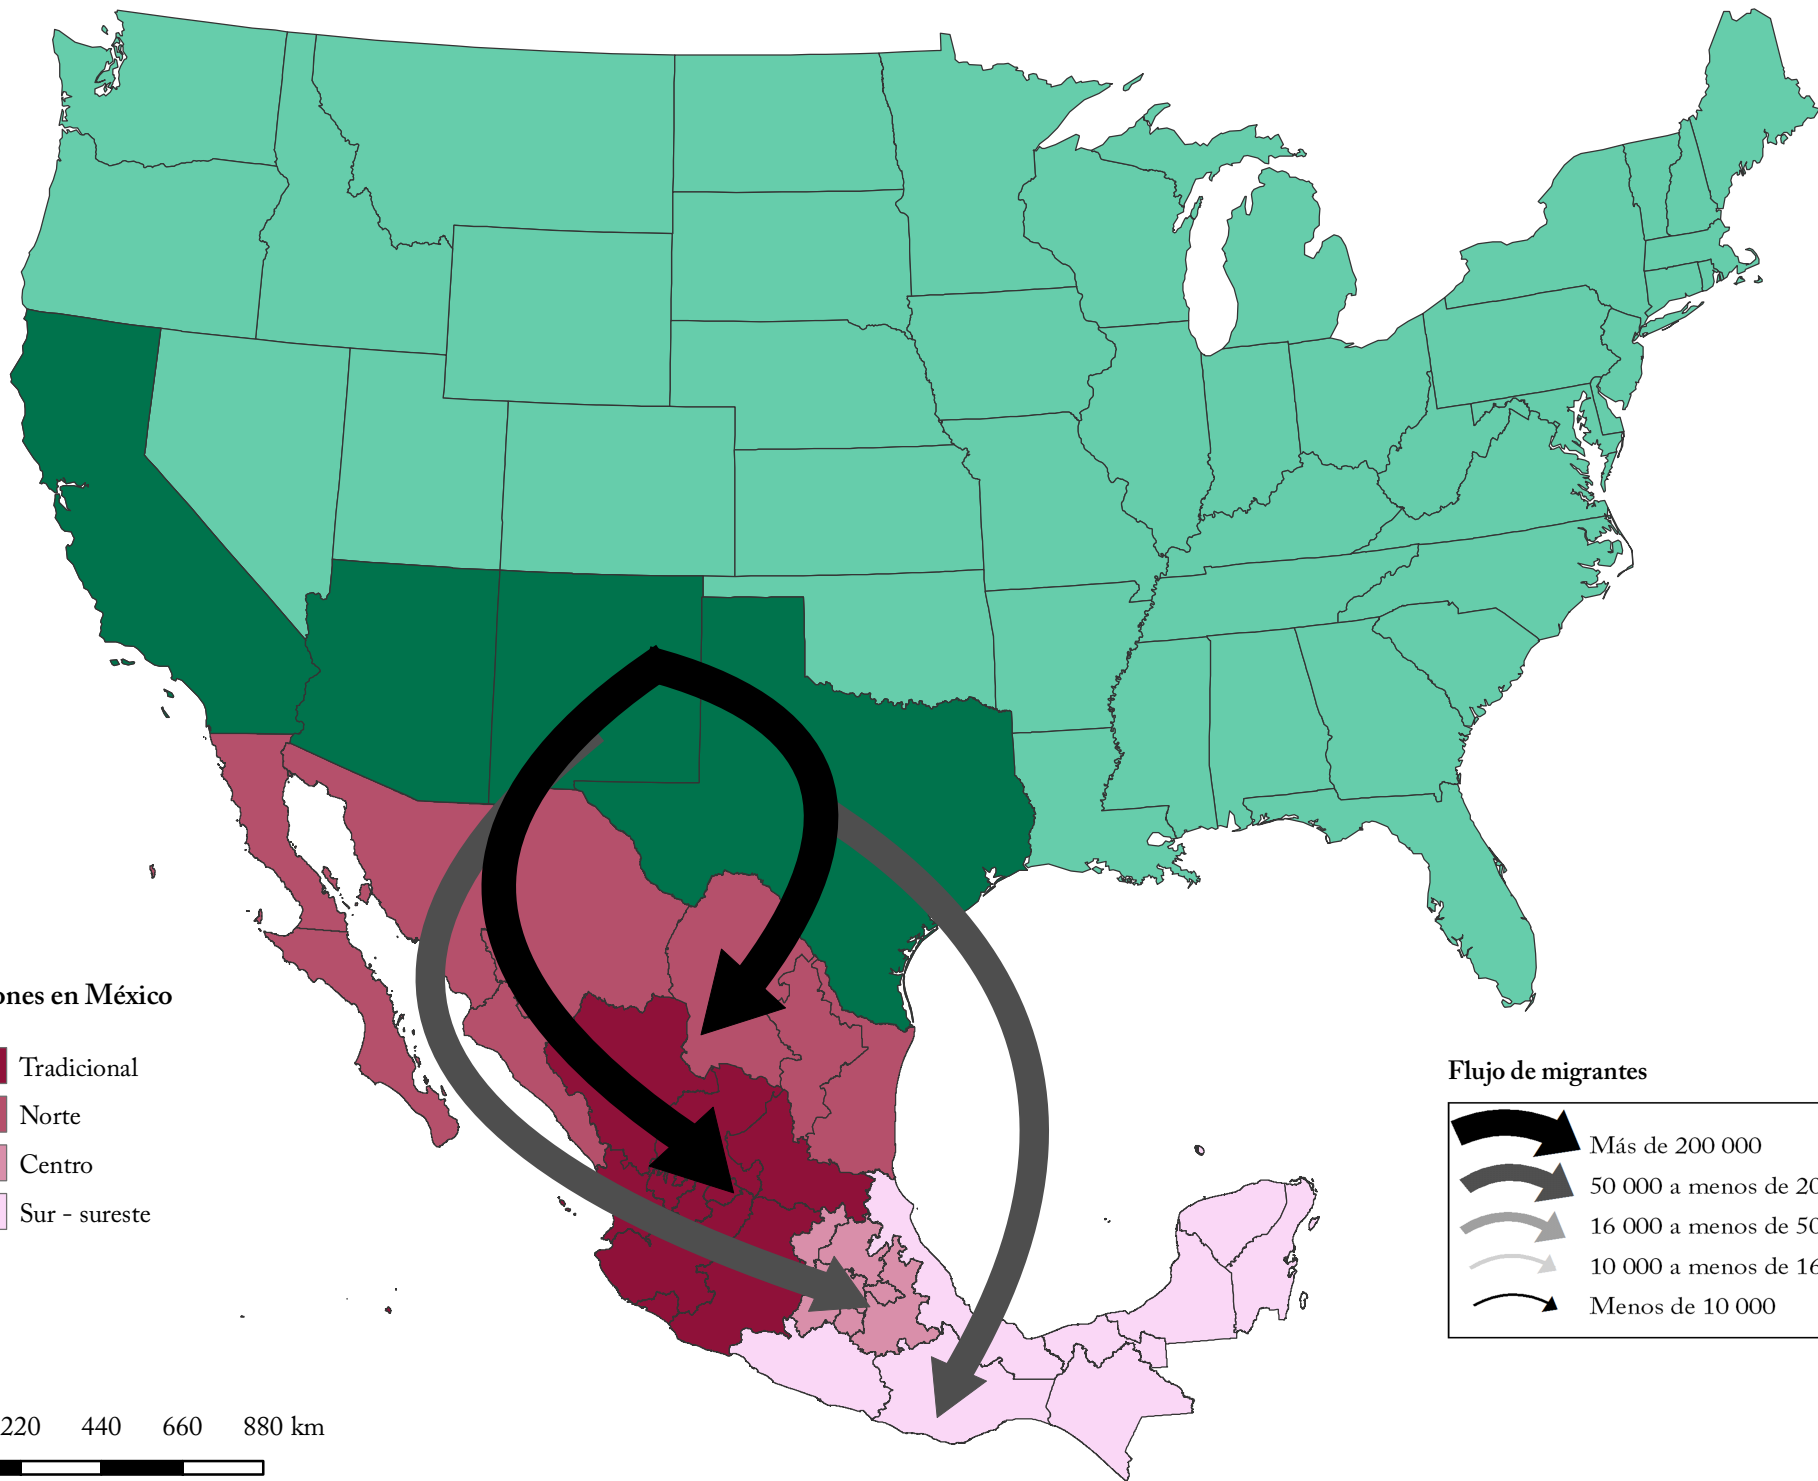 ones en México
Tradicional
Norte
Centro
Sur - sureste
220 440 660 880 km
Flujo de migrantes
Más de 200 000
50 000 a menos de 20
16 000 a menos de 50
10 000 a menos de 16
Menos de 10 000